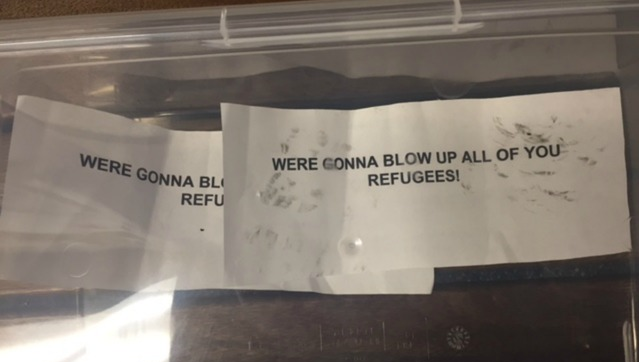 WERE GONNA BL
REFU
WERE GONNA BLOW UP ALL OF YOU
REFUGEES!